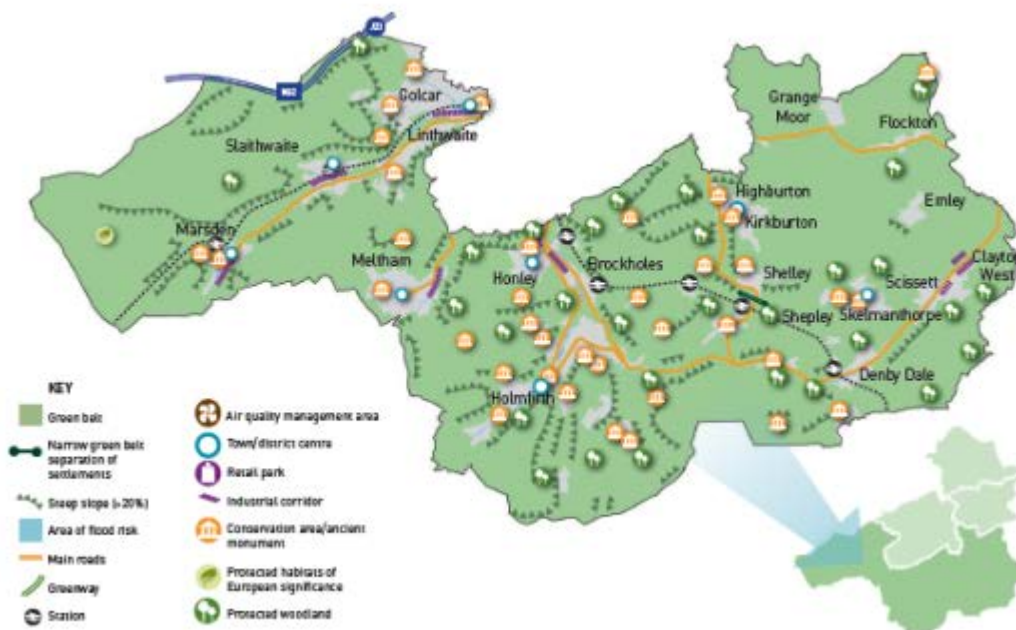 J23
M62
Golcar
Linthwaite
Slaithwaite
Marsden
Meltham
Honley
Brockholes
Holmfirth
Grange
Moor
Flockton
Highburton
Kirkburton
Emley
Shelley
Shepley
Scissett
Skelmanthorpe
Clayton
West
Denby Dale
KEY
Green belt
Narrow green belt
separation of
settlements
Steep slope (>20%)
Area of flood risk
Main roads
Greenway
Station
Air quality management area
Town/district centre
Retail park
Industrial corridor
Conservation area/ancient
monument
Protected habitats of
European significance
Protected woodland